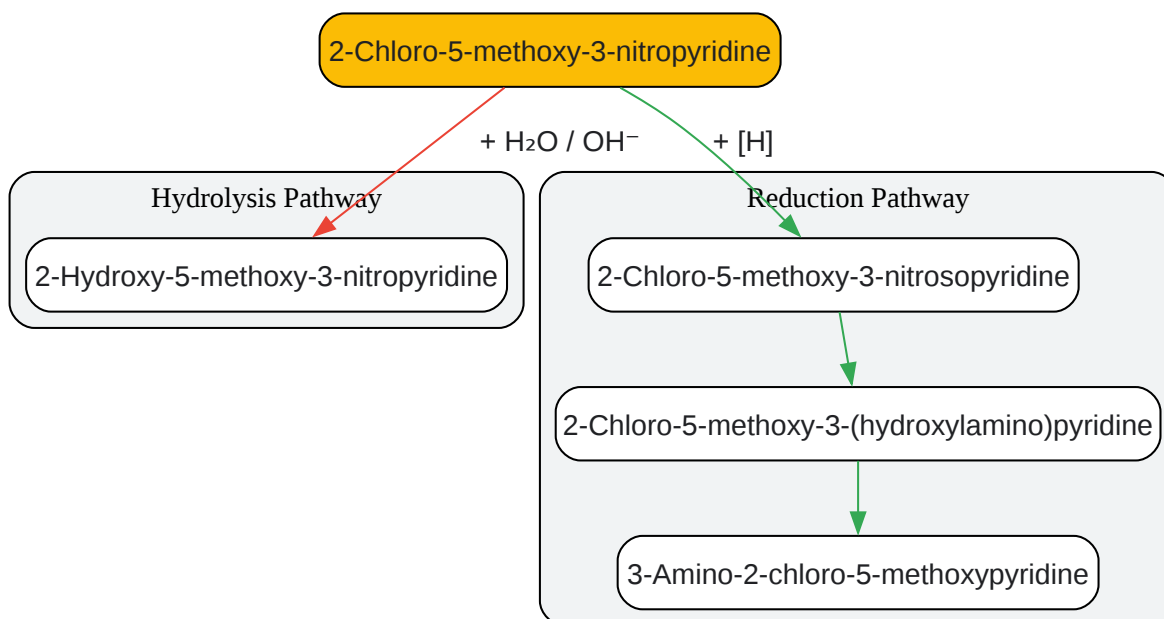 2-Chloro-5-methoxy-3-nitropyridine
+ H₂O / OH⁻
+ [H]
Hydrolysis Pathway
Reduction Pathway
2-Hydroxy-5-methoxy-3-nitropyridine
2-Chloro-5-methoxy-3-nitrosopyridine
2-Chloro-5-methoxy-3-(hydroxylamino)pyridine
3-Amino-2-chloro-5-methoxypyridine